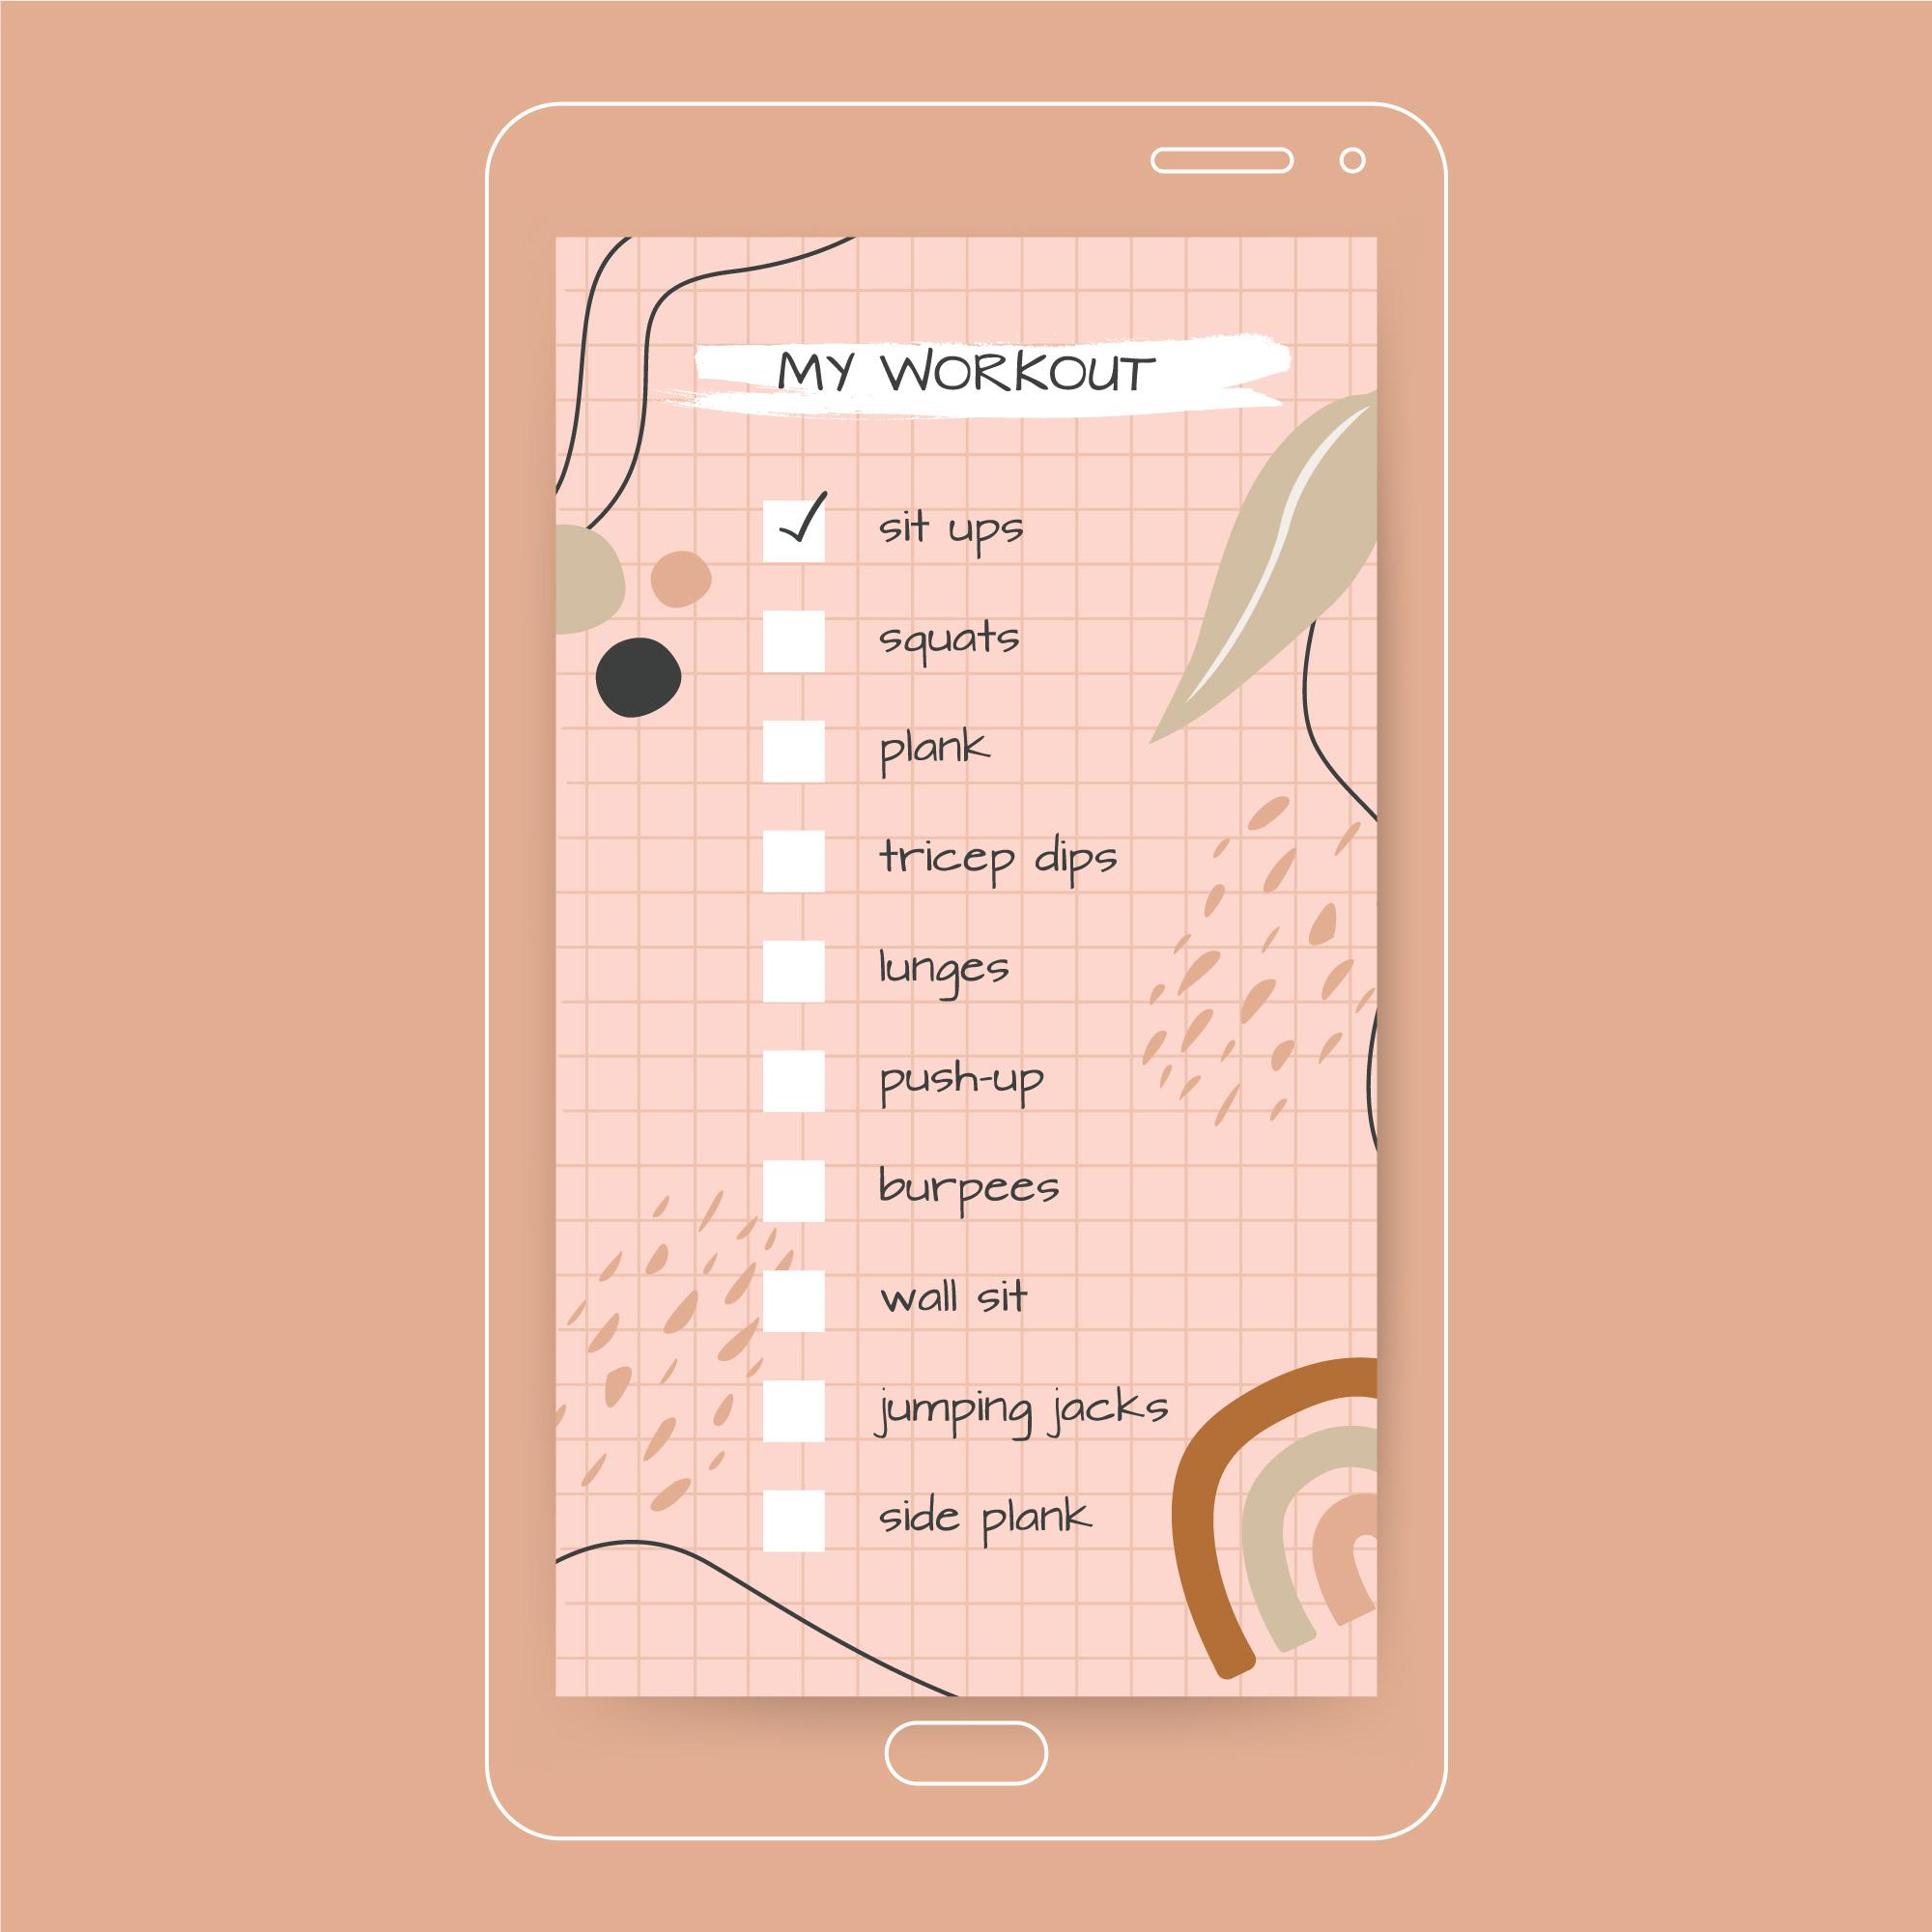 MY WORKOUT
sit ups
squats
plank
tricep dips
lunges
push-up
burpees
wall sit
jumping jacks
side plank